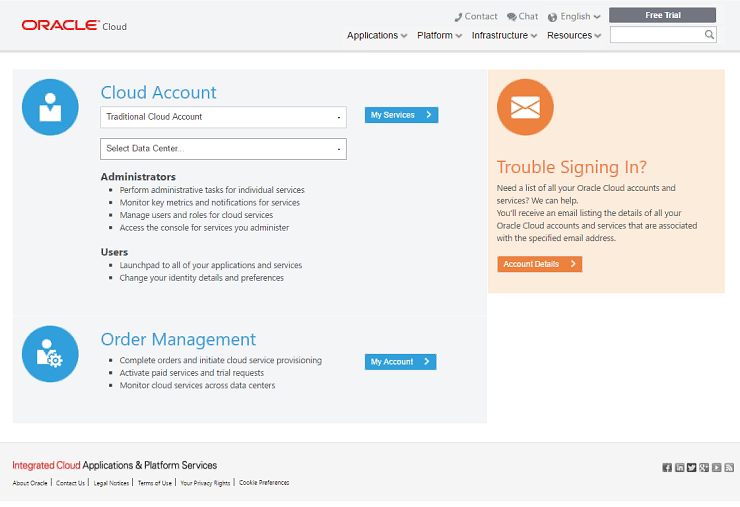 ORACLE® Cloud
Contact Chat English Free Trial
Applications Platform Infrastructure Resources
Cloud Account
Traditional Cloud Account
My Services
Select Data Center...
Administrators
Perform administrative tasks for individual services
Monitor key metrics and notifications for services
Manage users and roles for cloud services
Access the console for services you administer
Users
Launchpad to all of your applications and services
Change your identity details and preferences
Trouble Signing In?
Need a list of all your Oracle Cloud accounts and
services? We can help.
You'll receive an email listing the details of all your
Oracle Cloud accounts and services that are associated
with the specified email address.
Account Details
Order Management
Complete orders and initiate cloud service provisioning
Activate paid services and trial requests
Monitor cloud services across data centers
My Account
Integrated Cloud Applications & Platform Services
About Oracle | Contact Us | Legal Notices | Terms of Use | Your Privacy Rights | Cookie Preferences